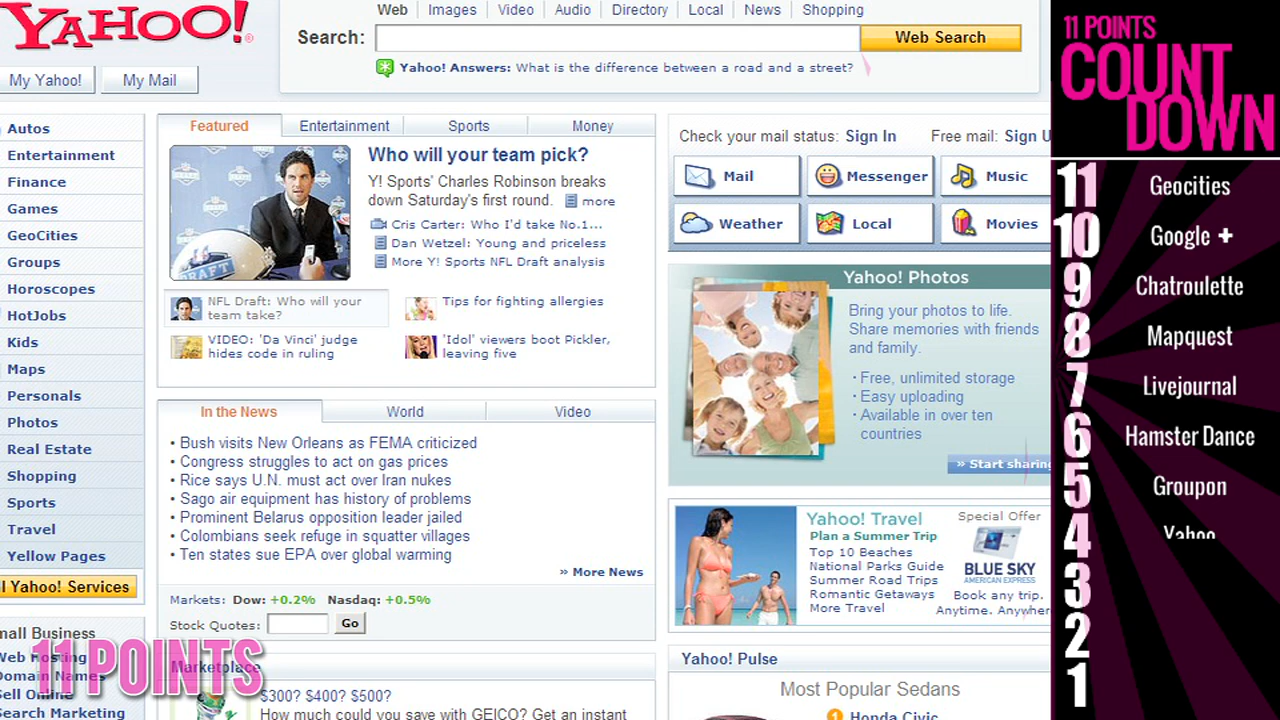 YAHOO!
My Yahoo!
My Mail
Web
Images
Video
Audio
Directory
Local
News
Shopping
Search:
Web Search
Yahoo! Answers: What is the difference between a road and a street?
Autos
Entertainment
Finance
Games
GeoCities
Groups
Horoscopes
HotJobs
Kids
Maps
Personals
Photos
Real Estate
Shopping
Sports
Travel
Yellow Pages
Yahoo! Services
mall Business
Web Hosting
Domain Names
Sell Online
Search Marketing
Featured
Entertainment
Sports
Money
DRAFT
Who will your team pick?
Y! Sports' Charles Robinson breaks
down Saturday's first round. more
Cris Carter: Who I'd take No.1...
Dan Wetzel: Young and priceless
More Y! Sports NFL Draft analysis
NFL Draft: Who will your
team take?
Tips for fighting allergies
VIDEO: 'Da Vinci' judge
hides code in ruling
'Idol' viewers boot Pickler,
leaving five
In the News
World
Video
• Bush visits New Orleans as FEMA criticized
• Congress struggles to act on gas prices
• Rice says U.N. must act over Iran nukes
• Sago air equipment has history of problems
• Prominent Belarus opposition leader jailed
• Colombians seek refuge in squatter villages
• Ten states sue EPA over global warming
» More News
Markets: Dow: +0.2% Nasdaq: +0.5%
Stock Quotes:
Go
Marketplace
$300? $400? $500?
How much could you save with GEICO? Get an instant
Check your mail status: Sign In
Free mail: Sign U
Mail
Messenger
Music
Weather
Local
Movies
Yahoo! Photos
Bring your photos to life.
Share memories with friends
and family.
· Free, unlimited storage
· Easy uploading
· Available in over ten
countries
» Start sharing
Yahoo! Travel
Plan a Summer Trip
Top 10 Beaches
National Parks Guide
Summer Road Trips
Romantic Getaways
More Travel
Special Offer
BLUE SKY
AMERICAN EXPRESS
Book any trip.
Anytime. Anywher
Yahoo! Pulse
Most Popular Sedans
1 Honda Civic
11 POINTS
11 POINTS
COUNT
DOWN
11 Geocities
10 Google +
9 Chatroulette
8 Mapquest
7 Livejournal
6 Hamster Dance
5 Groupon
4 Yahoo
3
2
1